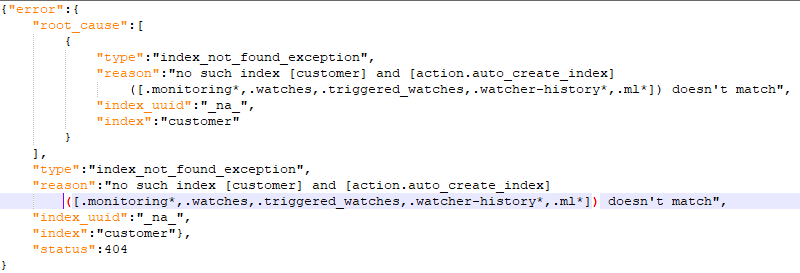 {"error":{
"root_cause":[
{
"type":"index_not_found_exception",
"reason":"no such index [customer] and [action.auto_create_index]
([.monitoring*,.watches,.triggered_watches,.watcher-history*,.ml*]) doesn't match",
"index_uuid":"_na_",
"index":"customer"
}
],
"type":"index_not_found_exception",
"reason":"no such index [customer] and [action.auto_create_index]
([.monitoring*,.watches,.triggered_watches,.watcher-history*,.ml*]) doesn't match",
"index_uuid":"_na_",
"index":"customer"},
"status":404
}